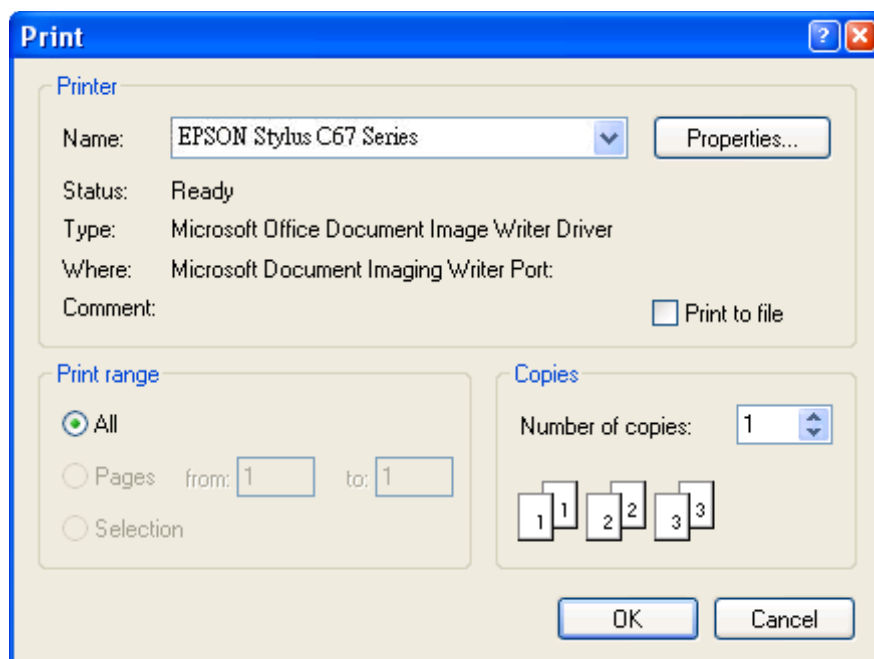 Print
Printer
Name: EPSON Stylus C67 Series Properties...
Status: Ready
Type: Microsoft Office Document Image Writer Driver
Where: Microsoft Document Imaging Writer Port:
Comment: Print to file
Print range
All
Pages from: 1 to: 1
Selection
Copies
Number of copies: 1
1 1 2 2 3 3
OK Cancel